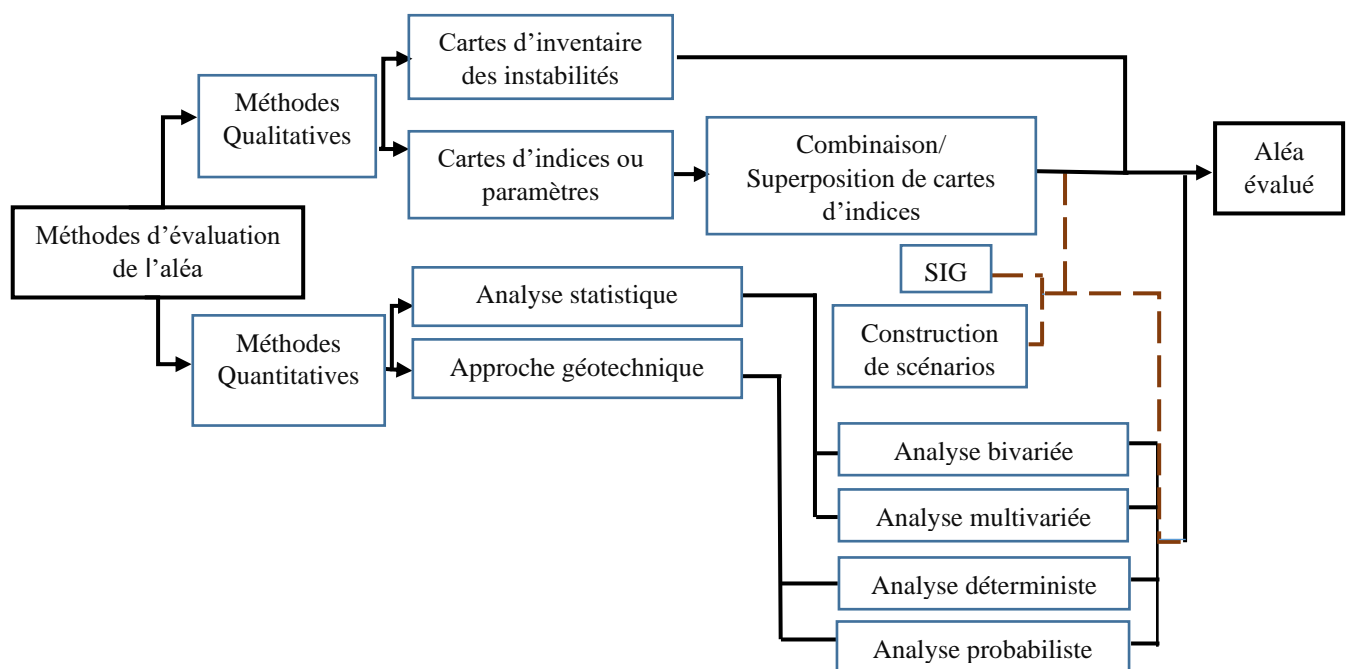 Méthodes d’évaluation
de l’aléa
Méthodes
Qualitatives
Cartes d’inventaire
des instabilités
Cartes d’indices ou
paramètres
Combinaison/
Superposition de cartes
d’indices
Aléa
évalué
SIG
Construction
de scénarios
Méthodes
Quantitatives
Analyse statistique
Approche géotechnique
Analyse bivariée
Analyse multivariée
Analyse déterministe
Analyse probabiliste